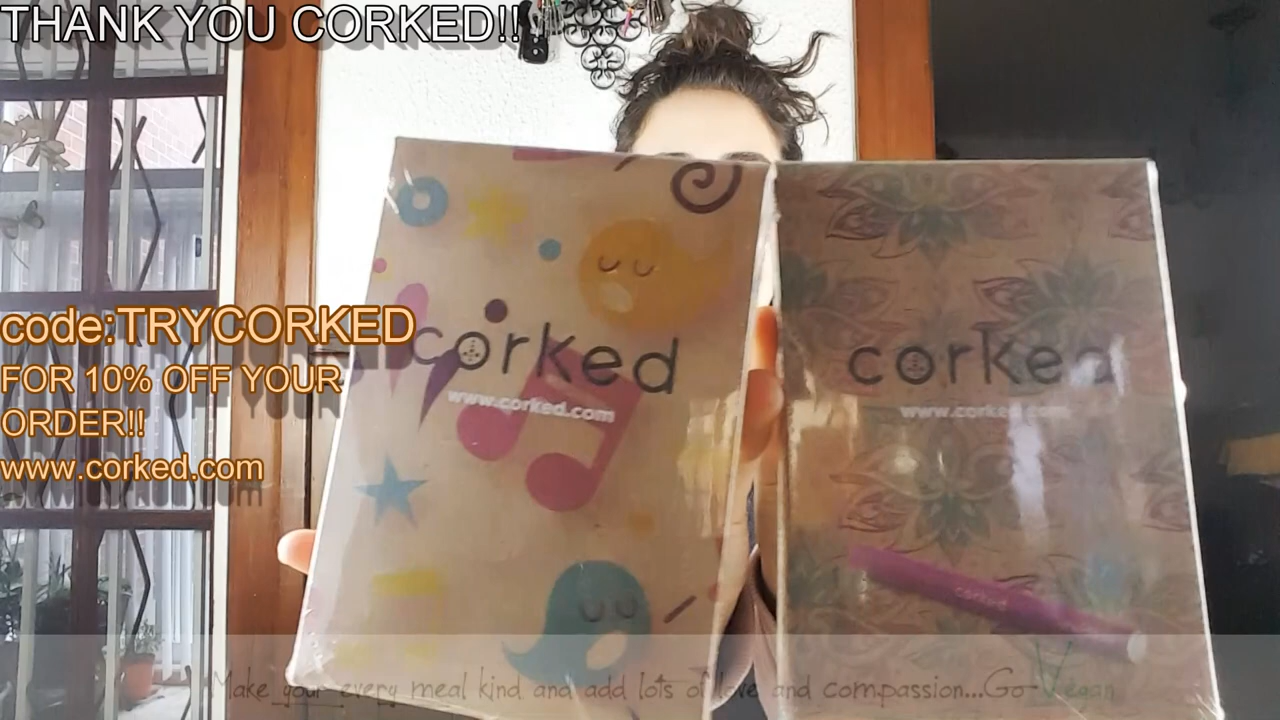 THANK YOU CORKED!!
code:TRYCORKED
FOR 10% OFF YOUR
ORDER!!
www.corked.com
corked
www.corked.com
corked
www.corked.com
corked
Make your every meal kind and add lots of love and compassion...Go Vegan